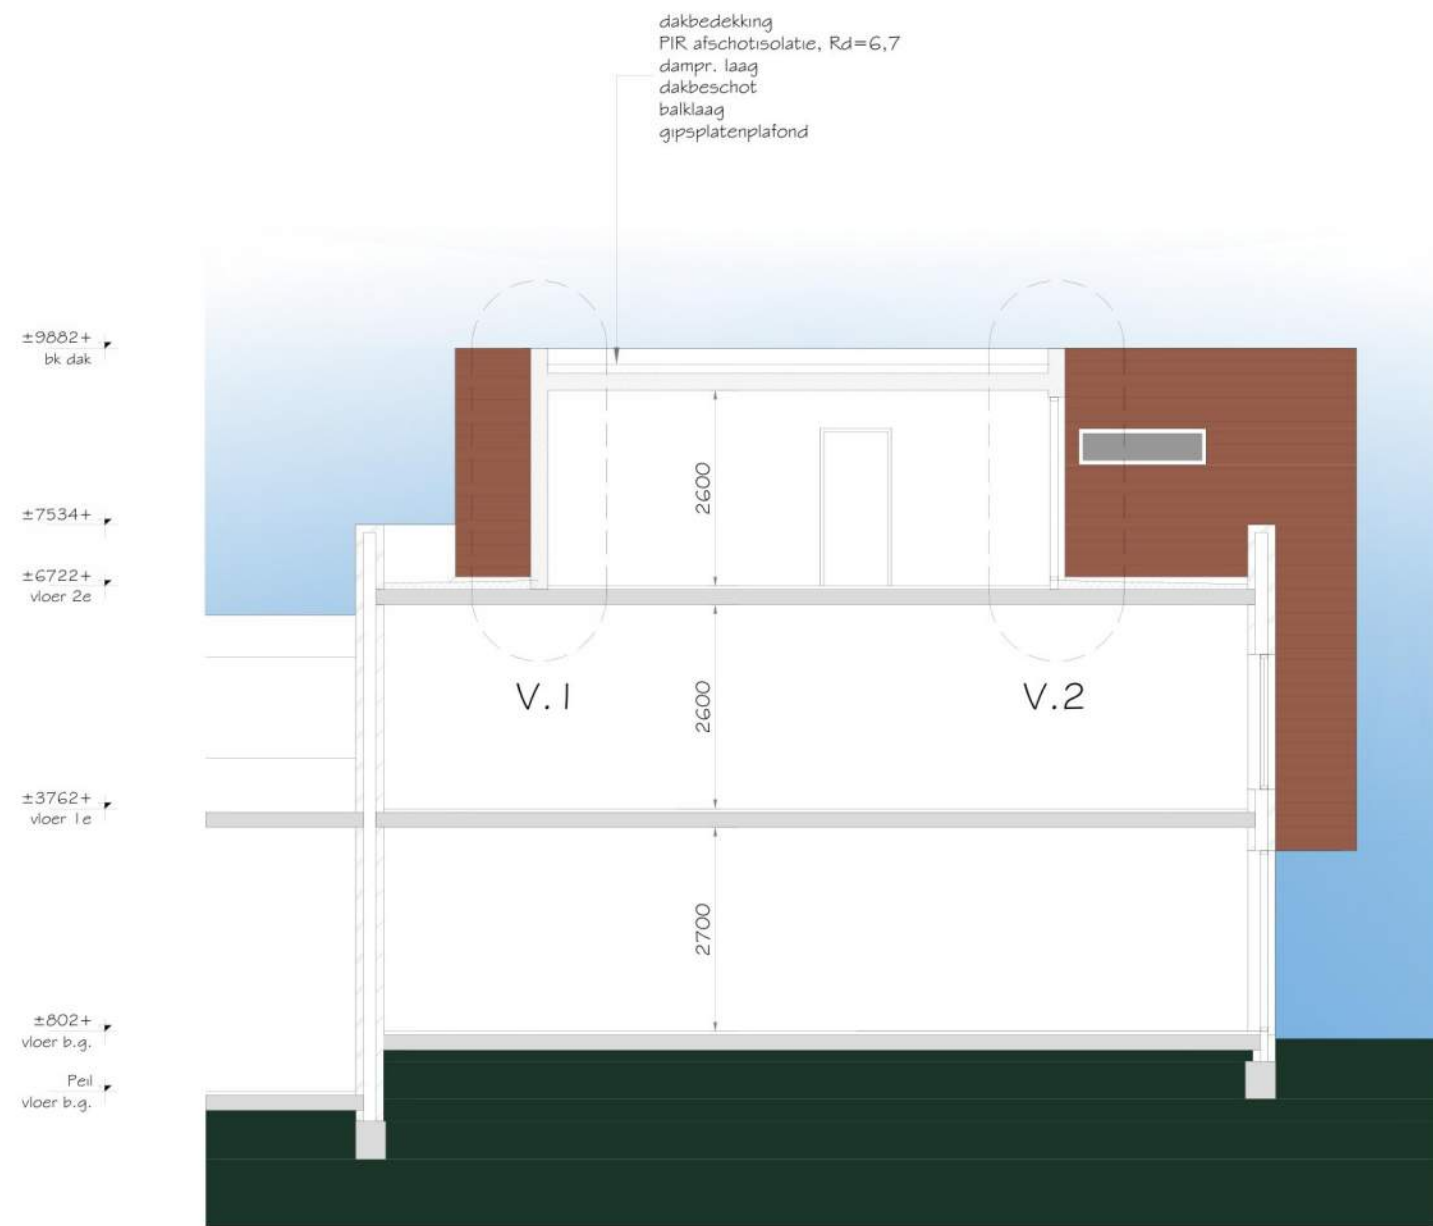 dakbedekking
PIR afschotisolatie, Rd=6,7
dampr. laag
dakbeschot
balklaag
gipsplatenplafond
±9882+
bk dak
2600
±7534+
±6722+
vloer 2e
V.1
2600
V.2
±3762+
vloer 1e
2700
±802+
vloer b.g.
Peil
vloer b.g.